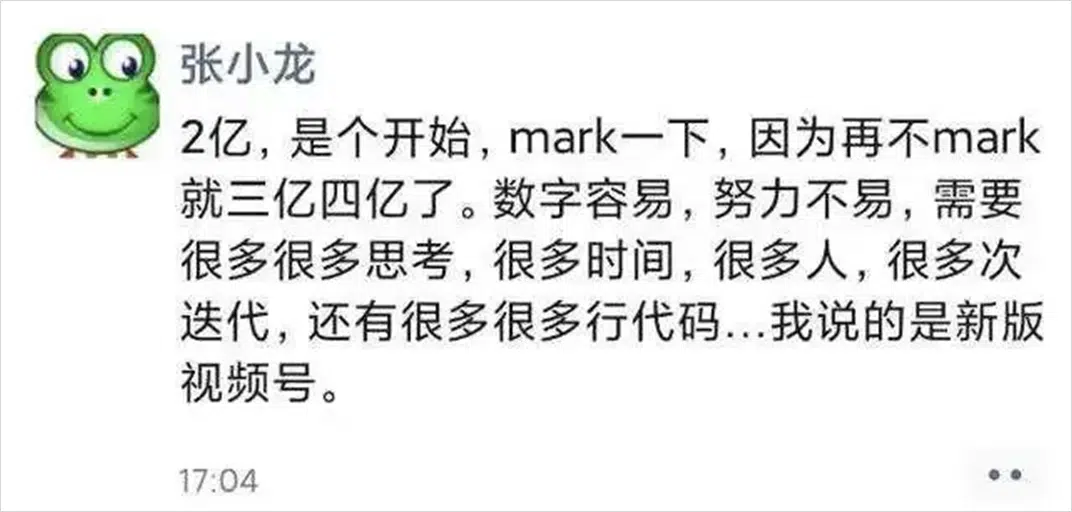 张小龙
2亿，是个开始，mark一下，因为再不mark
就三亿四亿了。数字容易，努力不易，需要
很多很多思考，很多时间，很多人，很多次
迭代，还有很多很多行代码...我说的是新版
视频号。
17:04